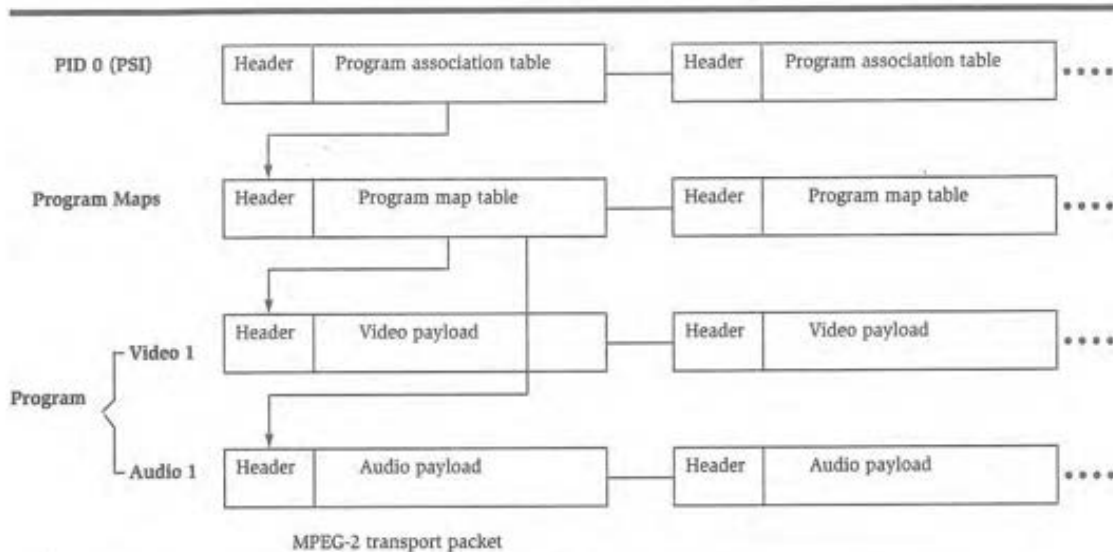 PID 0 (PSI) Header Program association table Header Program association table
Program Maps Header Program map table Header Program map table
Header Video payload Header Video payload
Video 1
Program
Audio 1 Header Audio payload Header Audio payload
MPEG-2 transport packet